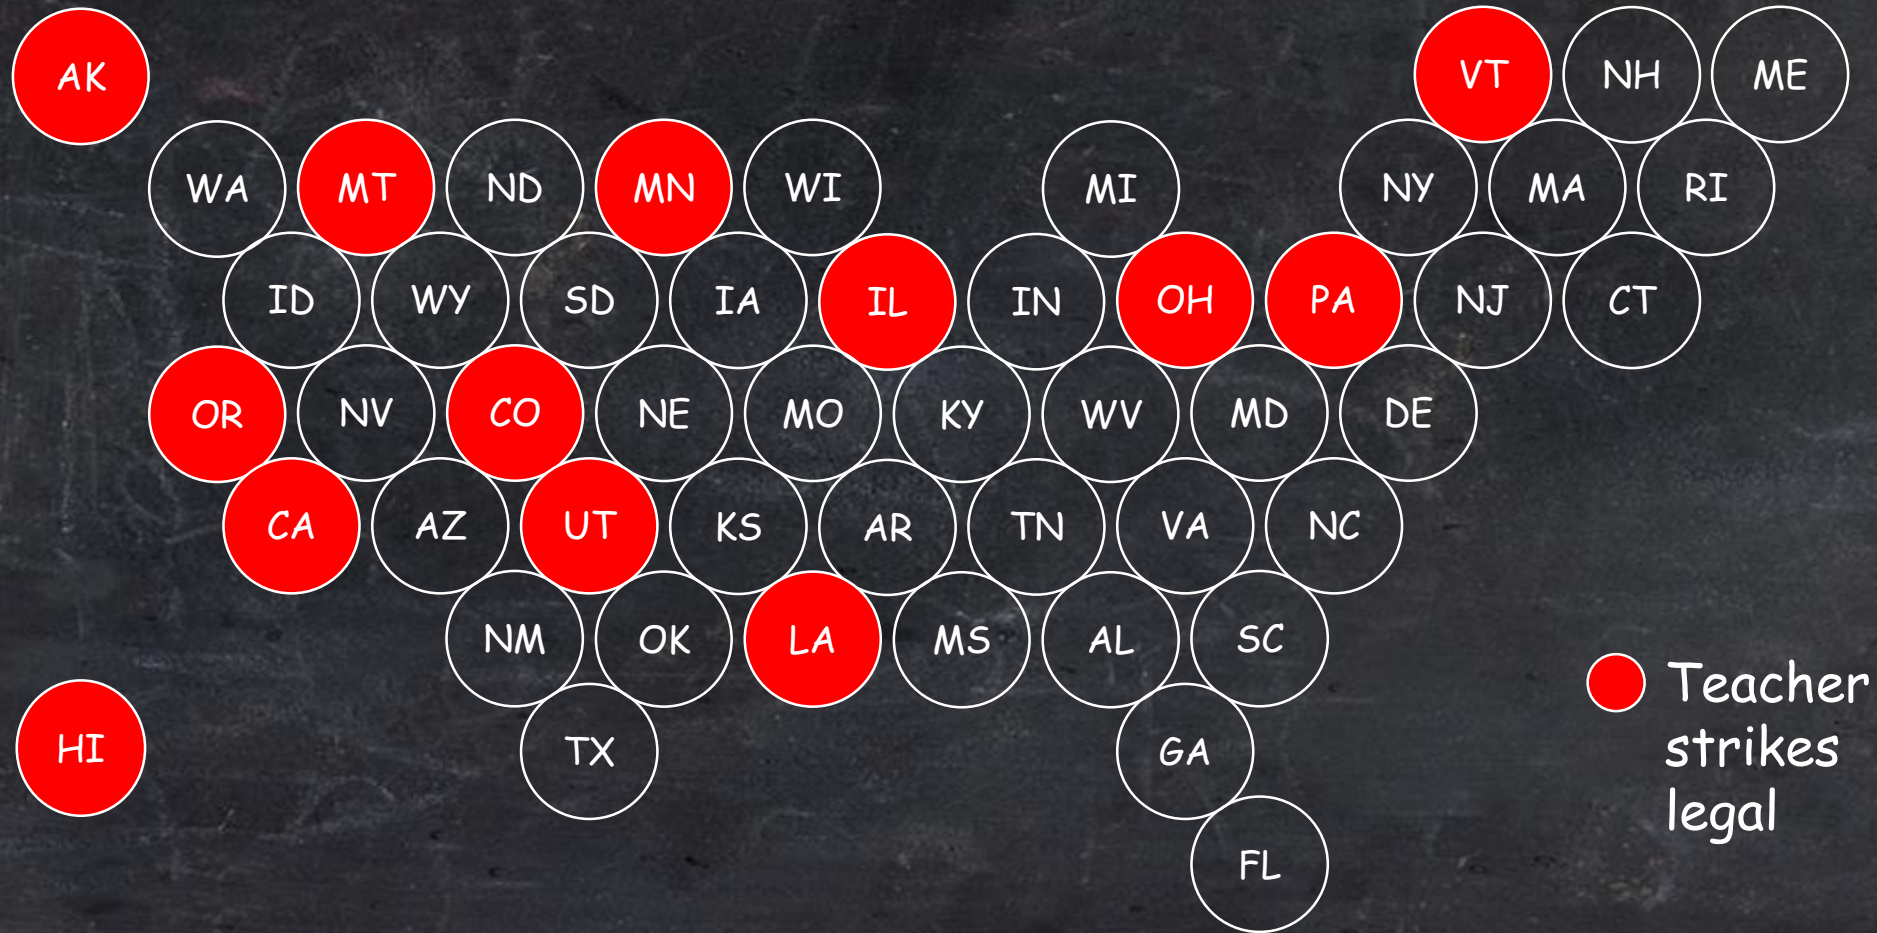 AK
VT NH ME
WA MT ND MN WI MI NY MA RI
ID WY SD IA IL IN OH PA NJ CT
OR NV CO NE MO KY WV MD DE
CA AZ UT KS AR TN VA NC
NM OK LA MS AL SC
HI TX GA
FL
Teacher
strikes
legal